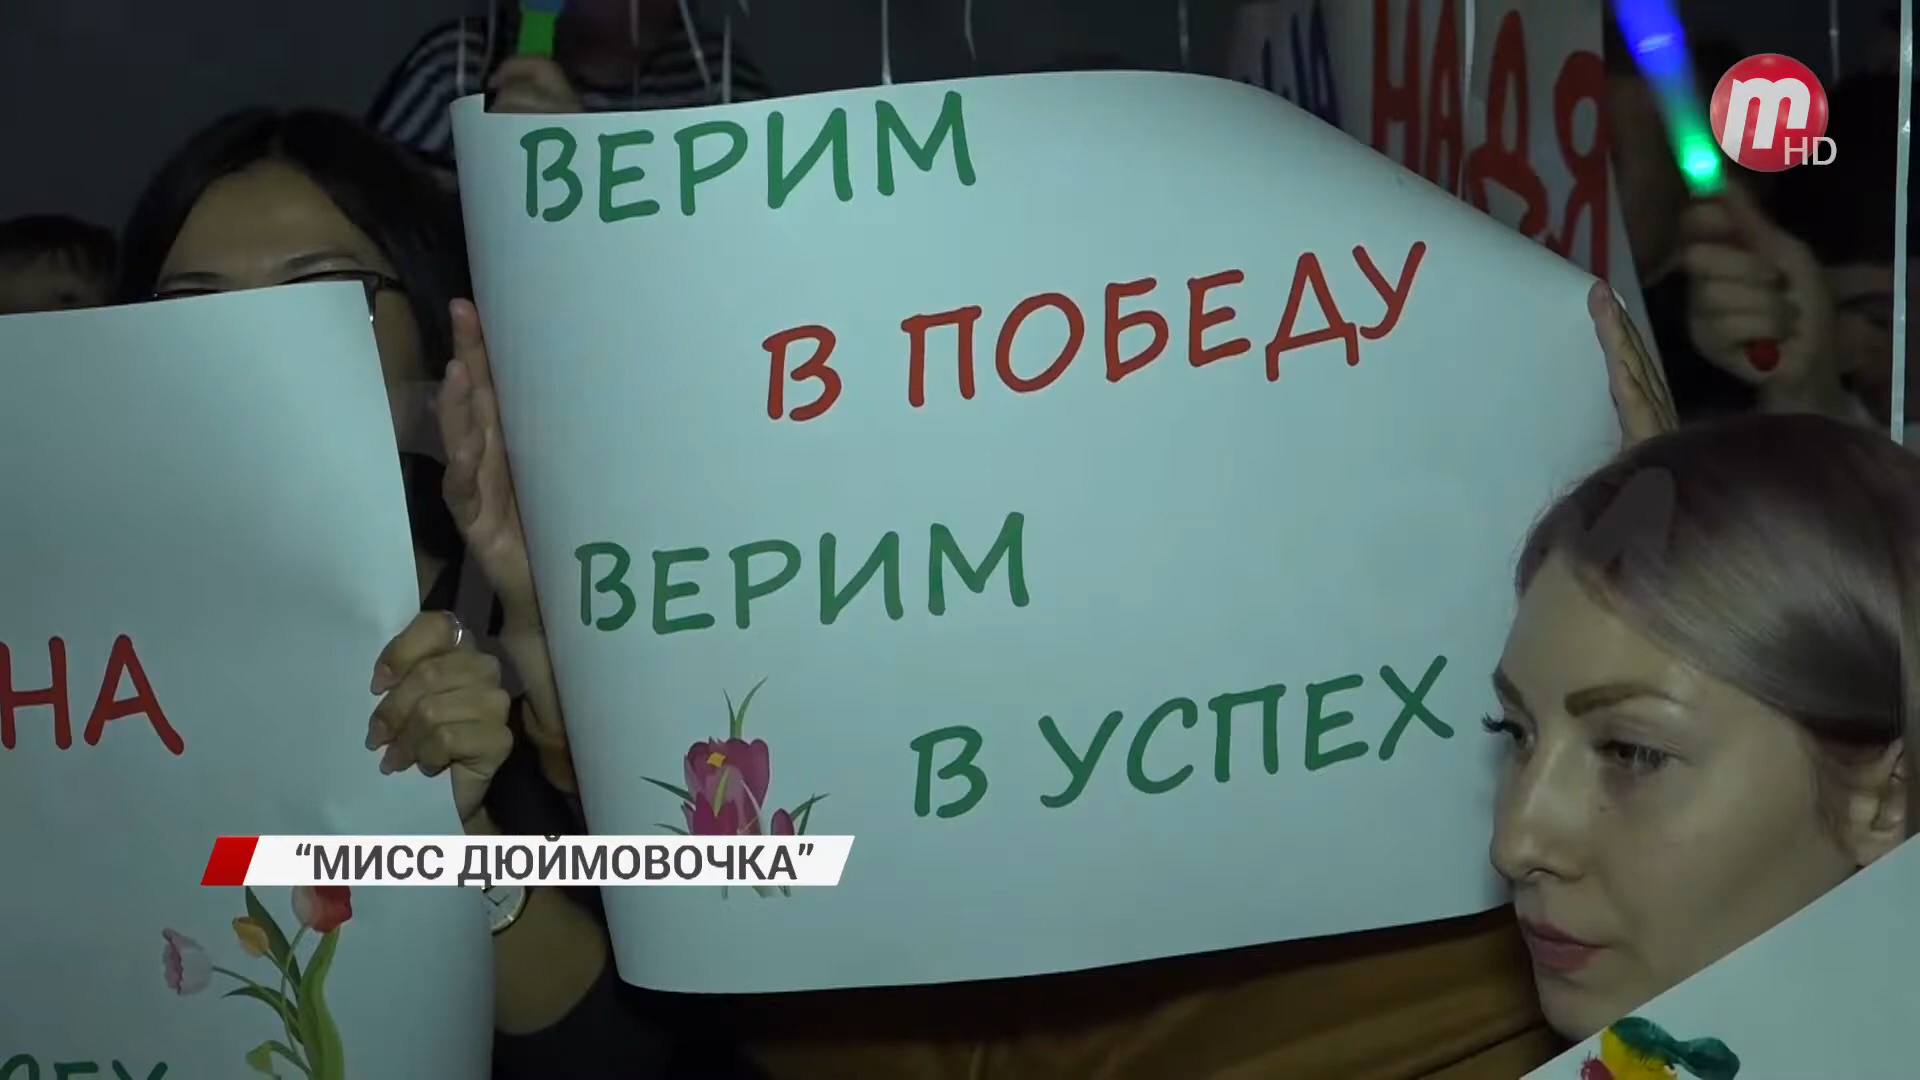 ВЕРИМ
В ПОБЕДУ
ВЕРИМ
В УСПЕХ
НАДЯ
НА
“МИСС ДЮЙМОВОЧКА”
m HD